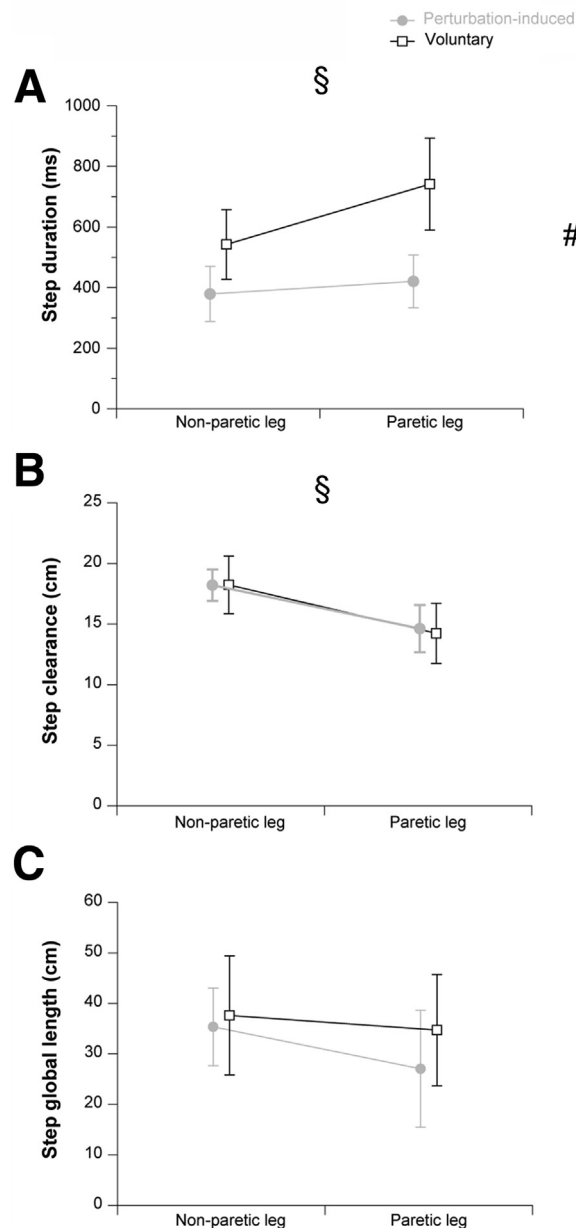 Perturbation-induced
Voluntary
A
§
1000
800
600
400
200
0
Step duration (ms)
#
Non-paretic leg
Paretic leg
B
§
25
20
15
10
5
0
Step clearance (cm)
Non-paretic leg
Paretic leg
C
60
50
40
30
20
10
0
Step global length (cm)
Non-paretic leg
Paretic leg